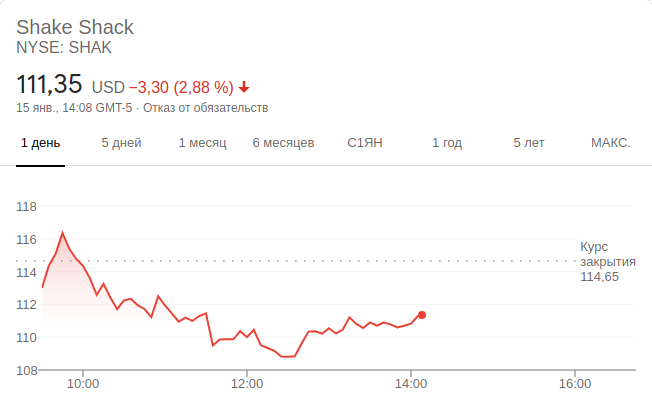 Shake Shack
NYSE: SHAK
111,35 USD −3,30 (2,88 %)
15 янв., 14:08 GMT-5 · Отказ от обязательств
1 день 5 дней 1 месяц 6 месяцев С1ЯН 1 год 5 лет МАКС.
118
116
114
112
110
108
Курс
закрытия
114,65
10:00 12:00 14:00 16:00